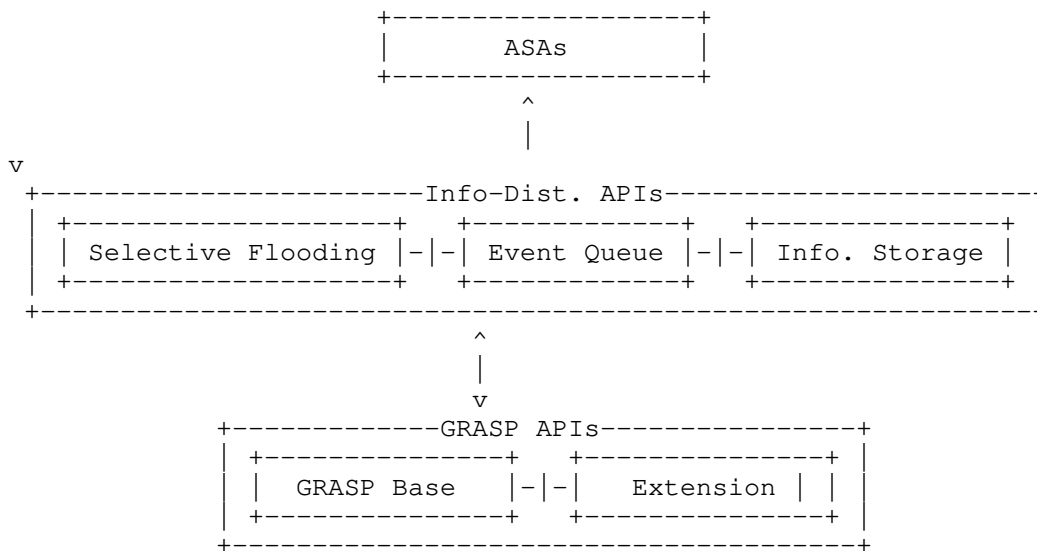 ASAs
Info-Dist. APIs
Selective Flooding Event Queue Info. Storage
GRASP APIs
GRASP Base Extension